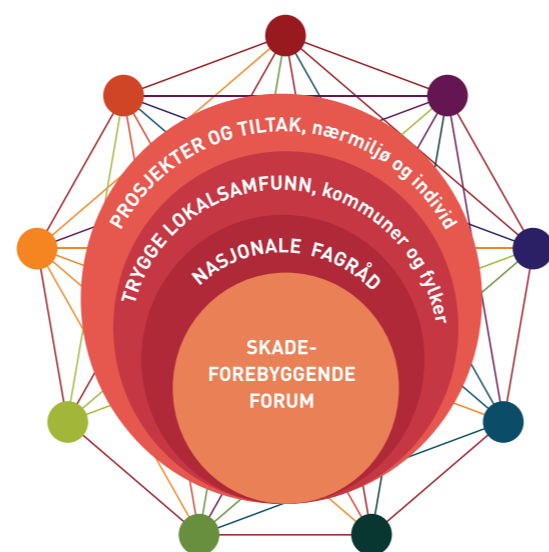 PROSJEKTER OG TILTAK, nærmiljø og individ
TRYGGE LOKALSAMFUNN, kommuner og fylker
NASJONALE FAGRÅD
SKADE-
FOREBYGGENDE
FORUM